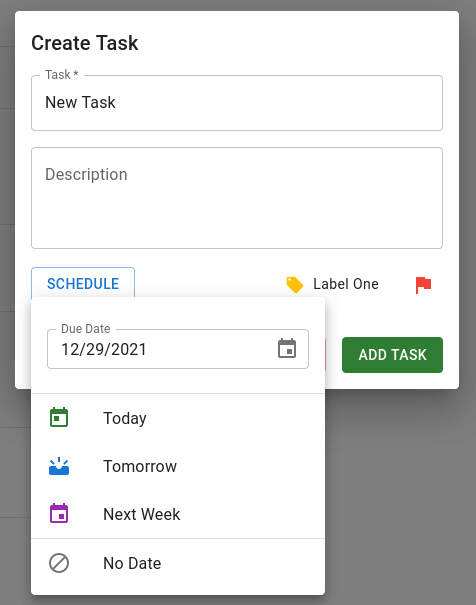 Create Task
Task *
New Task
Description
SCHEDULE
Label One
Due Date
12/29/2021
ADD TASK
Today
Tomorrow
Next Week
No Date